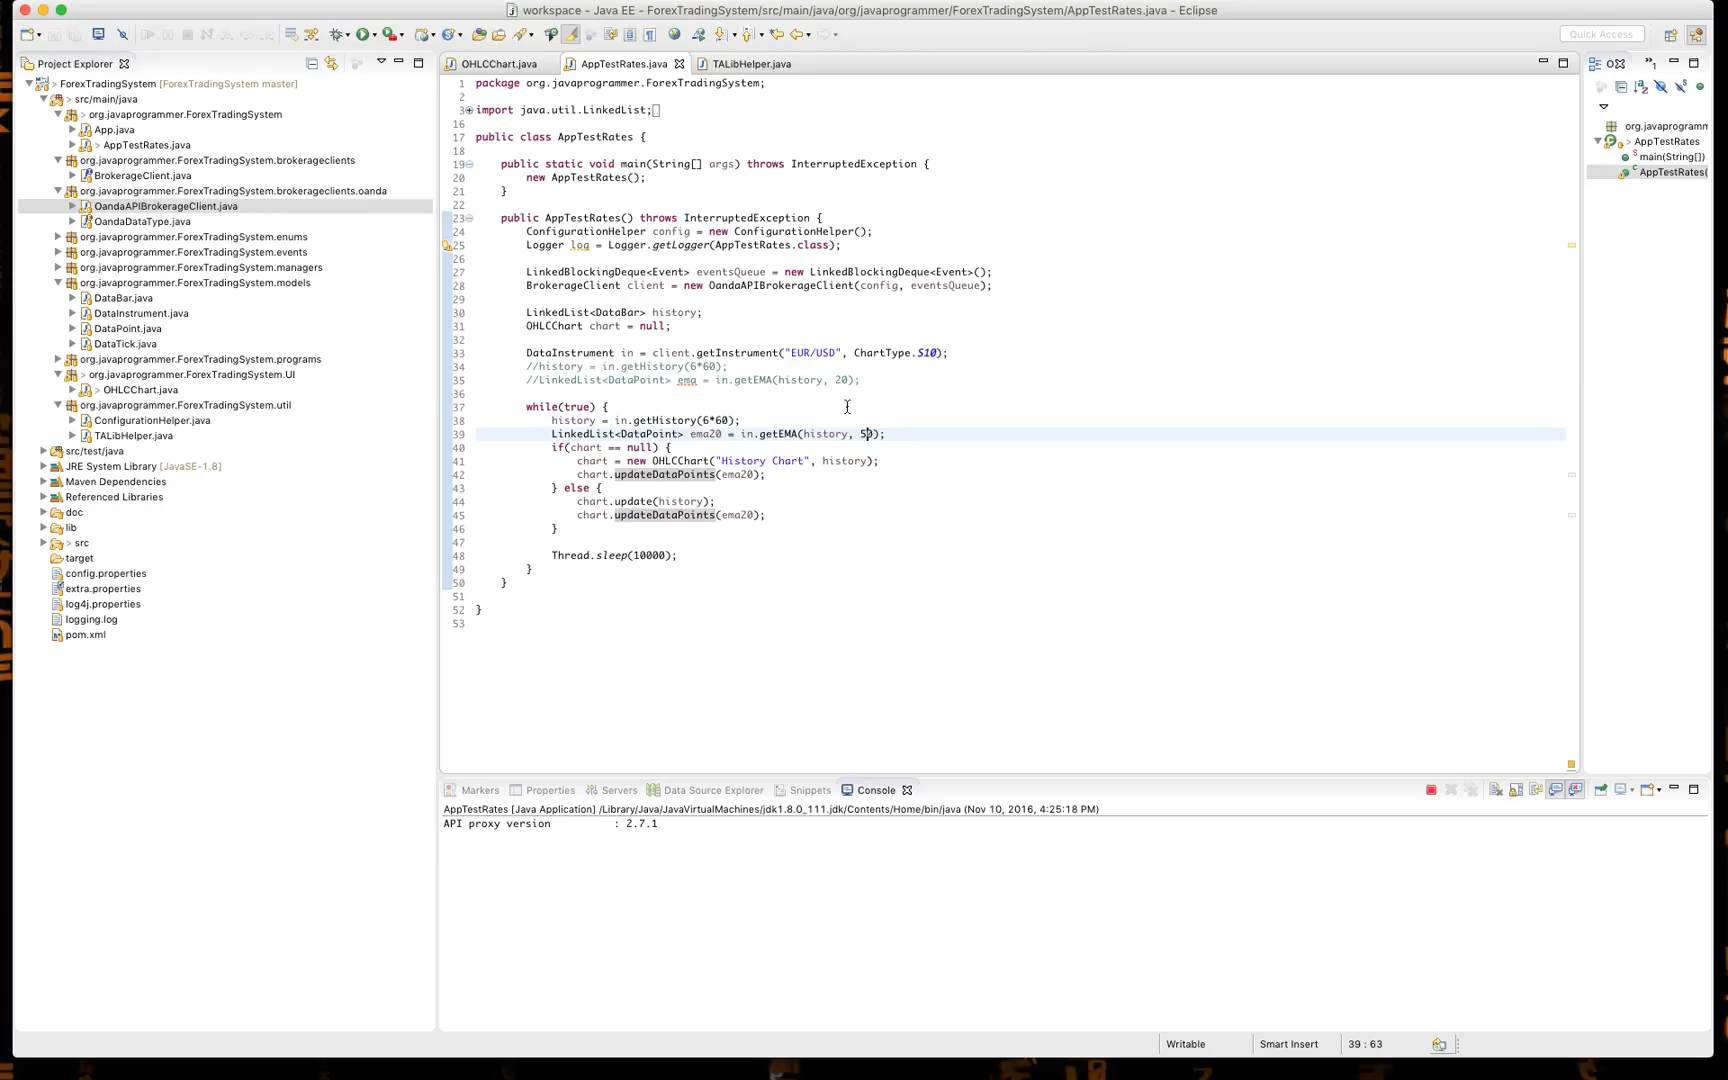 workspace - Java EE - ForexTradingSystem/src/main/java/org/javaprogrammer/ForexTradingSystem/AppTestRates.java - Eclipse
Quick Access
Project Explorer
ForexTradingSystem [ForexTradingSystem master]
src/main/java
org.javaprogrammer.ForexTradingSystem
App.java
AppTestRates.java
org.javaprogrammer.ForexTradingSystem.brokerageclients
BrokerageClient.java
org.javaprogrammer.ForexTradingSystem.brokerageclients.oanda
OandaAPIBrokerageClient.java
OandaDataType.java
org.javaprogrammer.ForexTradingSystem.enums
org.javaprogrammer.ForexTradingSystem.events
org.javaprogrammer.ForexTradingSystem.managers
org.javaprogrammer.ForexTradingSystem.models
DataBar.java
DataInstrument.java
DataPoint.java
DataTick.java
org.javaprogrammer.ForexTradingSystem.programs
org.javaprogrammer.ForexTradingSystem.UI
OHLCChart.java
org.javaprogrammer.ForexTradingSystem.util
ConfigurationHelper.java
TALibHelper.java
src/test/java
JRE System Library [JavaSE-1.8]
Maven Dependencies
Referenced Libraries
doc
lib
src
target
config.properties
extra.properties
log4j.properties
logging.log
pom.xml
OHLCChart.java AppTestRates.java TALibHelper.java
1 package org.javaprogrammer.ForexTradingSystem;
2
3 import java.util.LinkedList;
16
17 public class AppTestRates {
18
19 public static void main(String[] args) throws InterruptedException {
20 new AppTestRates();
21 }
22
23 public AppTestRates() throws InterruptedException {
24 ConfigurationHelper config = new ConfigurationHelper();
25 Logger log = Logger.getLogger(AppTestRates.class);
26
27 LinkedBlockingDeque<Event> eventsQueue = new LinkedBlockingDeque<Event>();
28 BrokerageClient client = new OandaAPIBrokerageClient(config, eventsQueue);
29
30 LinkedList<DataBar> history;
31 OHLCChart chart = null;
32
33 DataInstrument in = client.getInstrument("EUR/USD", ChartType.S10);
34 //history = in.getHistory(6*60);
35 //LinkedList<DataPoint> ema = in.getEMA(history, 20);
36
37 while(true) {
38 history = in.getHistory(6*60);
39 LinkedList<DataPoint> ema20 = in.getEMA(history, 50);
40 if(chart == null) {
41 chart = new OHLCChart("History Chart", history);
42 chart.updateDataPoints(ema20);
43 } else {
44 chart.update(history);
45 chart.updateDataPoints(ema20);
46 }
47
48 Thread.sleep(10000);
49 }
50 }
51
52 }
53
org.javaprogramm
AppTestRates
main(String[])
AppTestRates(
Markers Properties Servers Data Source Explorer Snippets Console
AppTestRates [Java Application] /Library/Java/JavaVirtualMachines/jdk1.8.0_111.jdk/Contents/Home/bin/java (Nov 10, 2016, 4:25:18 PM)
API proxy version : 2.7.1
Writable Smart Insert 39 : 63